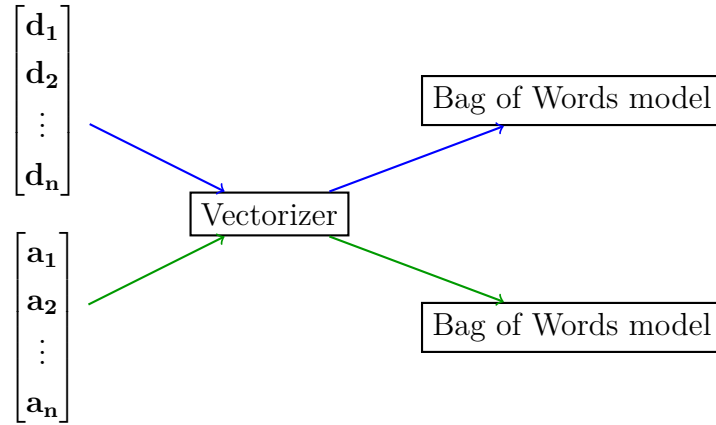 d₁
d₂
⋮
dₙ
Bag of Words model
Vectorizer
a₁
a₂
⋮
aₙ
Bag of Words model